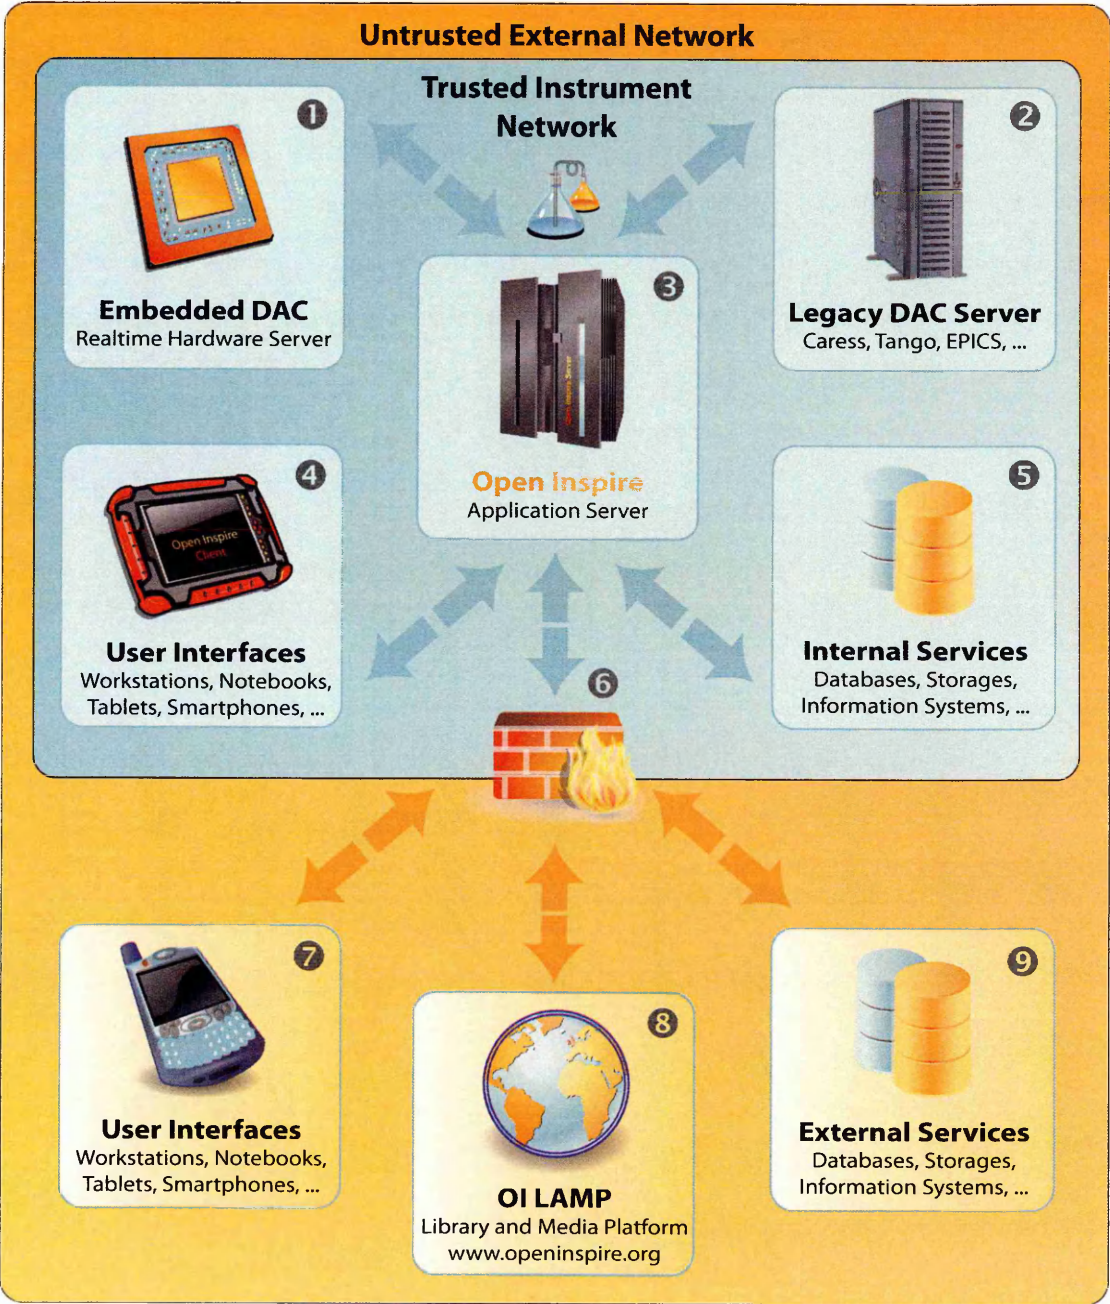 Untrusted External Network
Trusted Instrument
Network
1
Embedded DAC
Realtime Hardware Server
2
Legacy DAC Server
Caress, Tango, EPICS, ...
3
Open Inspire Server
Open Inspire
Application Server
4
Open Inspire
Client
User Interfaces
Workstations, Notebooks,
Tablets, Smartphones, ...
5
Internal Services
Databases, Storages,
Information Systems, ...
6
7
User Interfaces
Workstations, Notebooks,
Tablets, Smartphones, ...
8
OI LAMP
Library and Media Platform
www.openinspire.org
9
External Services
Databases, Storages,
Information Systems, ...